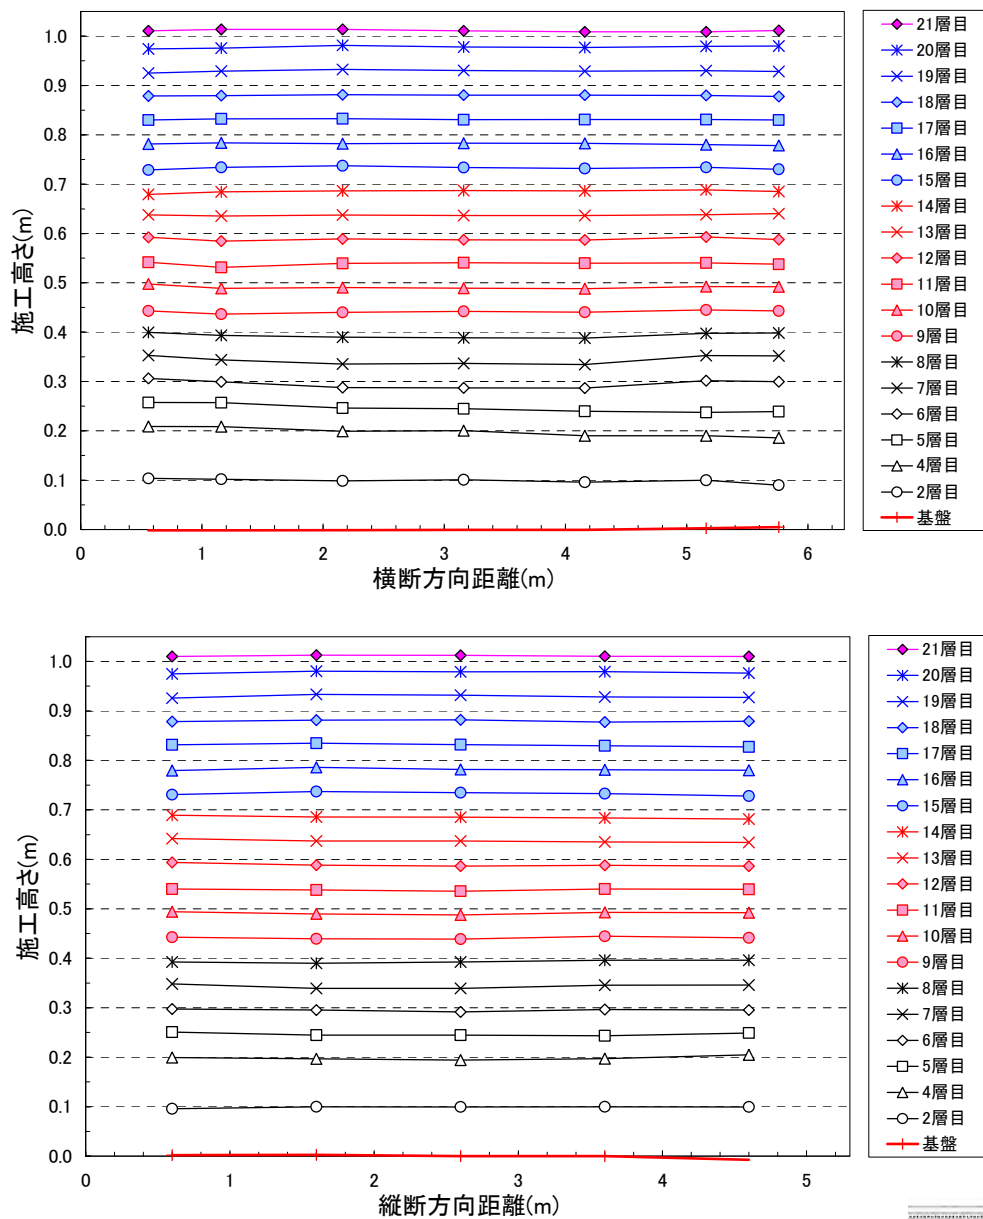 1.0
0.9
0.8
0.7
0.6
0.5
0.4
0.3
0.2
0.1
0.0
施工高さ(m)
0 1 2 3 4 5 6
横断方向距離(m)
21層目
20層目
19層目
18層目
17層目
16層目
15層目
14層目
13層目
12層目
11層目
10層目
9層目
8層目
7層目
6層目
5層目
4層目
2層目
基盤
1.0
0.9
0.8
0.7
0.6
0.5
0.4
0.3
0.2
0.1
0.0
施工高さ(m)
0 1 2 3 4 5
縦断方向距離(m)
21層目
20層目
19層目
18層目
17層目
16層目
15層目
14層目
13層目
12層目
11層目
10層目
9層目
8層目
7層目
6層目
5層目
4層目
2層目
基盤